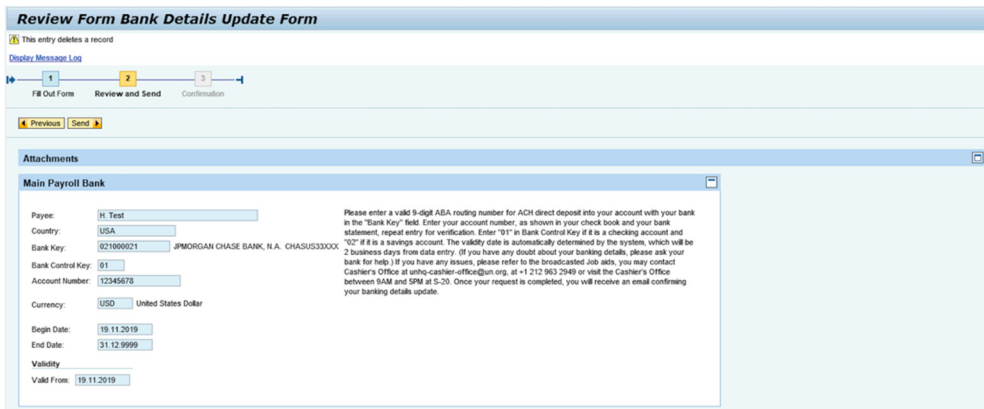 Review Form Bank Details Update Form
This entry deletes a record
Display Message Log
1 2 3
Fill Out Form Review and Send Confirmation
Previous Send
Attachments
Main Payroll Bank
Payee: H. Test
Country: USA
Bank Key: 021000021 JPMORGAN CHASE BANK, N.A. CHASUS33XXX
Bank Control Key: 01
Account Number: 12345678
Currency: USD United States Dollar
Begin Date: 19.11.2019
End Date: 31.12.9999
Validity
Valid From: 19.11.2019
Please enter a valid 9-digit ABA routing number for ACH direct deposit into your account with your bank
in the "Bank Key" field. Enter your account number, as shown in your check book and your bank
statement, repeat entry for verification. Enter "01" in Bank Control Key if it is a checking account and
"02" if it is a savings account. The validity date is automatically determined by the system, which will be
2 business days from data entry. (If you have any doubt about your banking details, please ask your
bank for help.) If you have any issues, please refer to the broadcasted Job aids, you may contact
Cashier's Office at unhq-cashier-office@un.org, at +1 212 963 2949 or visit the Cashier's Office
between 9AM and 5PM at S-20. Once your request is completed, you will receive an email confirming
your banking details update.